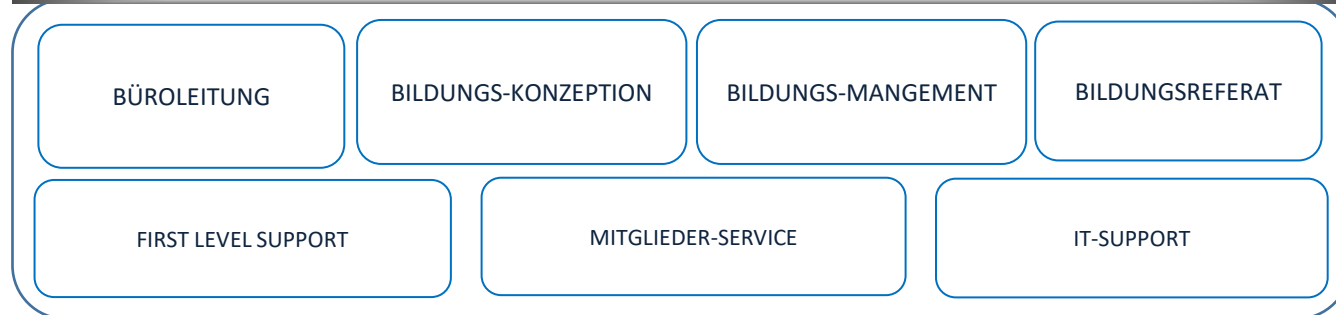 BÜROLEITUNG
BILDUNGS-KONZEPTION
BILDUNGS-MANGEMENT
BILDUNGSREFERAT
FIRST LEVEL SUPPORT
MITGLIEDER-SERVICE
IT-SUPPORT